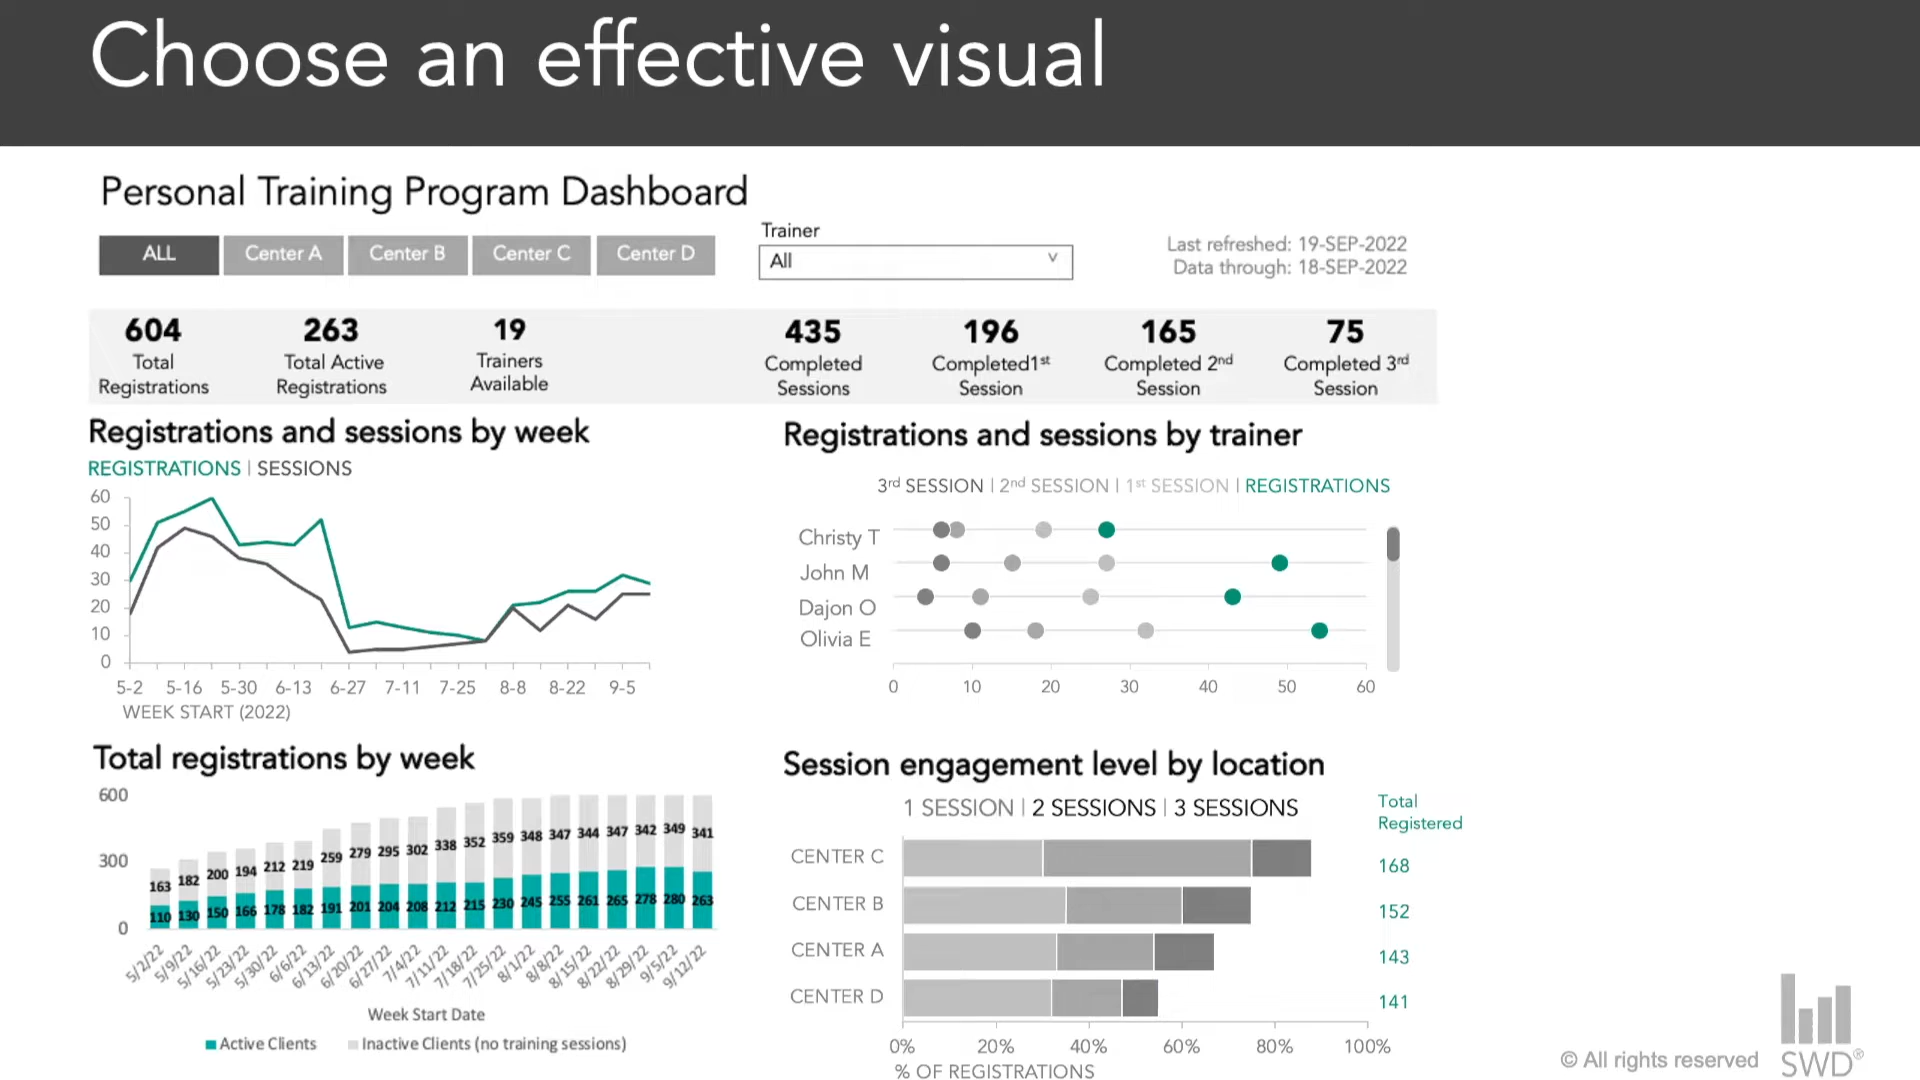 Choose an effective visual
Personal Training Program Dashboard
ALL
Center A
Center B
Center C
Center D
Trainer
All
Last refreshed: 19-SEP-2022
Data through: 18-SEP-2022
604
Total
Registrations
263
Total Active
Registrations
19
Trainers
Available
435
Completed
Sessions
196
Completed1st
Session
165
Completed 2nd
Session
75
Completed 3rd
Session
Registrations and sessions by week
REGISTRATIONS | SESSIONS
60
50
40
30
20
10
0
5-2 5-16 5-30 6-13 6-27 7-11 7-25 8-8 8-22 9-5
WEEK START (2022)
Registrations and sessions by trainer
3rd SESSION | 2nd SESSION | 1st SESSION | REGISTRATIONS
Christy T
John M
Dajon O
Olivia E
0 10 20 30 40 50 60
Total registrations by week
600
300
0
163 182 200 194 212 219 259 279 295 302 338 352 359 348 347 344 347 342 349 341
110 130 150 166 178 182 191 201 204 208 212 215 230 245 255 261 265 278 280 263
5/2/22 5/9/22 5/16/22 5/23/22 5/30/22 6/6/22 6/13/22 6/20/22 6/27/22 7/4/22 7/11/22 7/18/22 7/25/22 8/1/22 8/8/22 8/15/22 8/22/22 8/29/22 9/5/22 9/12/22
Week Start Date
Active Clients Inactive Clients (no training sessions)
Session engagement level by location
1 SESSION | 2 SESSIONS | 3 SESSIONS
Total
Registered
CENTER C 168
CENTER B 152
CENTER A 143
CENTER D 141
0% 20% 40% 60% 80% 100%
% OF REGISTRATIONS
© All rights reserved
SWD®